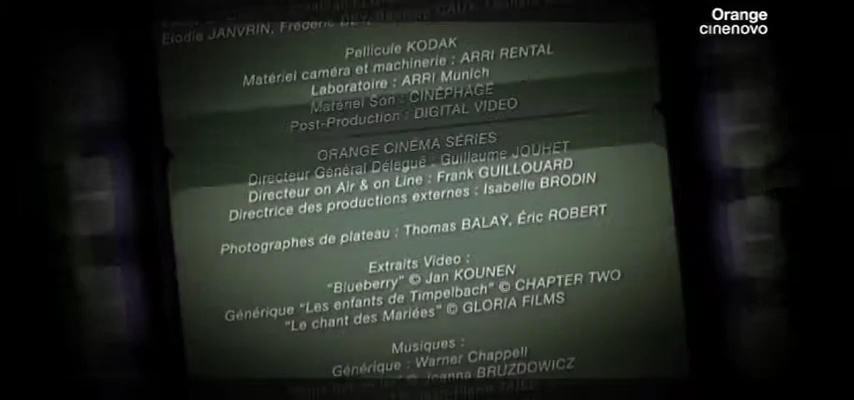 Orange
cinenovo
Elodie JANVRIN, Frédéric DEY,
Pellicule KODAK
Matériel caméra et machinerie : ARRI RENTAL
Laboratoire : ARRI Munich
Matériel Son : CINÉPHAGE
Post-Production : DIGITAL VIDEO
ORANGE CINÉMA SÉRIES
Directeur Général Délégué : Guillaume JOUHET
Directeur on Air & on Line : Frank GUILLOUARD
Directrice des productions externes : Isabelle BRODIN
Photographes de plateau : Thomas BALAŸ, Éric ROBERT
Extraits Video :
"Blueberry" © Jan KOUNEN
Générique "Les enfants de Timpelbach" © CHAPTER TWO
"Le chant des Mariées" © GLORIA FILMS
Musiques :
Générique : Warner Chappell
© Joanna BRUZDOWICZ